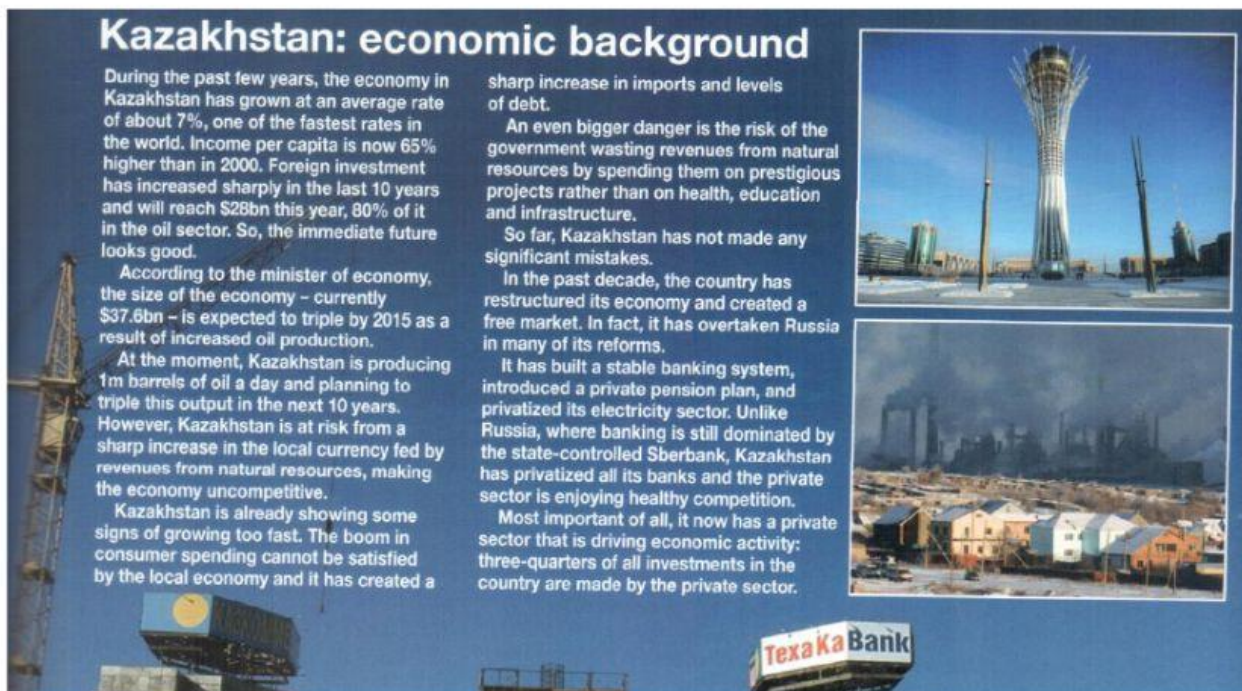 Kazakhstan: economic background
During the past few years, the economy in
Kazakhstan has grown at an average rate
of about 7%, one of the fastest rates in
the world. Income per capita is now 65%
higher than in 2000. Foreign investment
has increased sharply in the last 10 years
and will reach $28bn this year, 80% of it
in the oil sector. So, the immediate future
looks good.
According to the minister of economy,
the size of the economy – currently
$37.6bn – is expected to triple by 2015 as a
result of increased oil production.
At the moment, Kazakhstan is producing
1m barrels of oil a day and planning to
triple this output in the next 10 years.
However, Kazakhstan is at risk from a
sharp increase in the local currency fed by
revenues from natural resources, making
the economy uncompetitive.
Kazakhstan is already showing some
signs of growing too fast. The boom in
consumer spending cannot be satisfied
by the local economy and it has created a
sharp increase in imports and levels
of debt.
An even bigger danger is the risk of the
government wasting revenues from natural
resources by spending them on prestigious
projects rather than on health, education
and infrastructure.
So far, Kazakhstan has not made any
significant mistakes.
In the past decade, the country has
restructured its economy and created a
free market. In fact, it has overtaken Russia
in many of its reforms.
It has built a stable banking system,
introduced a private pension plan, and
privatized its electricity sector. Unlike
Russia, where banking is still dominated by
the state-controlled Sberbank, Kazakhstan
has privatized all its banks and the private
sector is enjoying healthy competition.
Most important of all, it now has a private
sector that is driving economic activity:
three-quarters of all investments in the
country are made by the private sector.
TexaKaBank